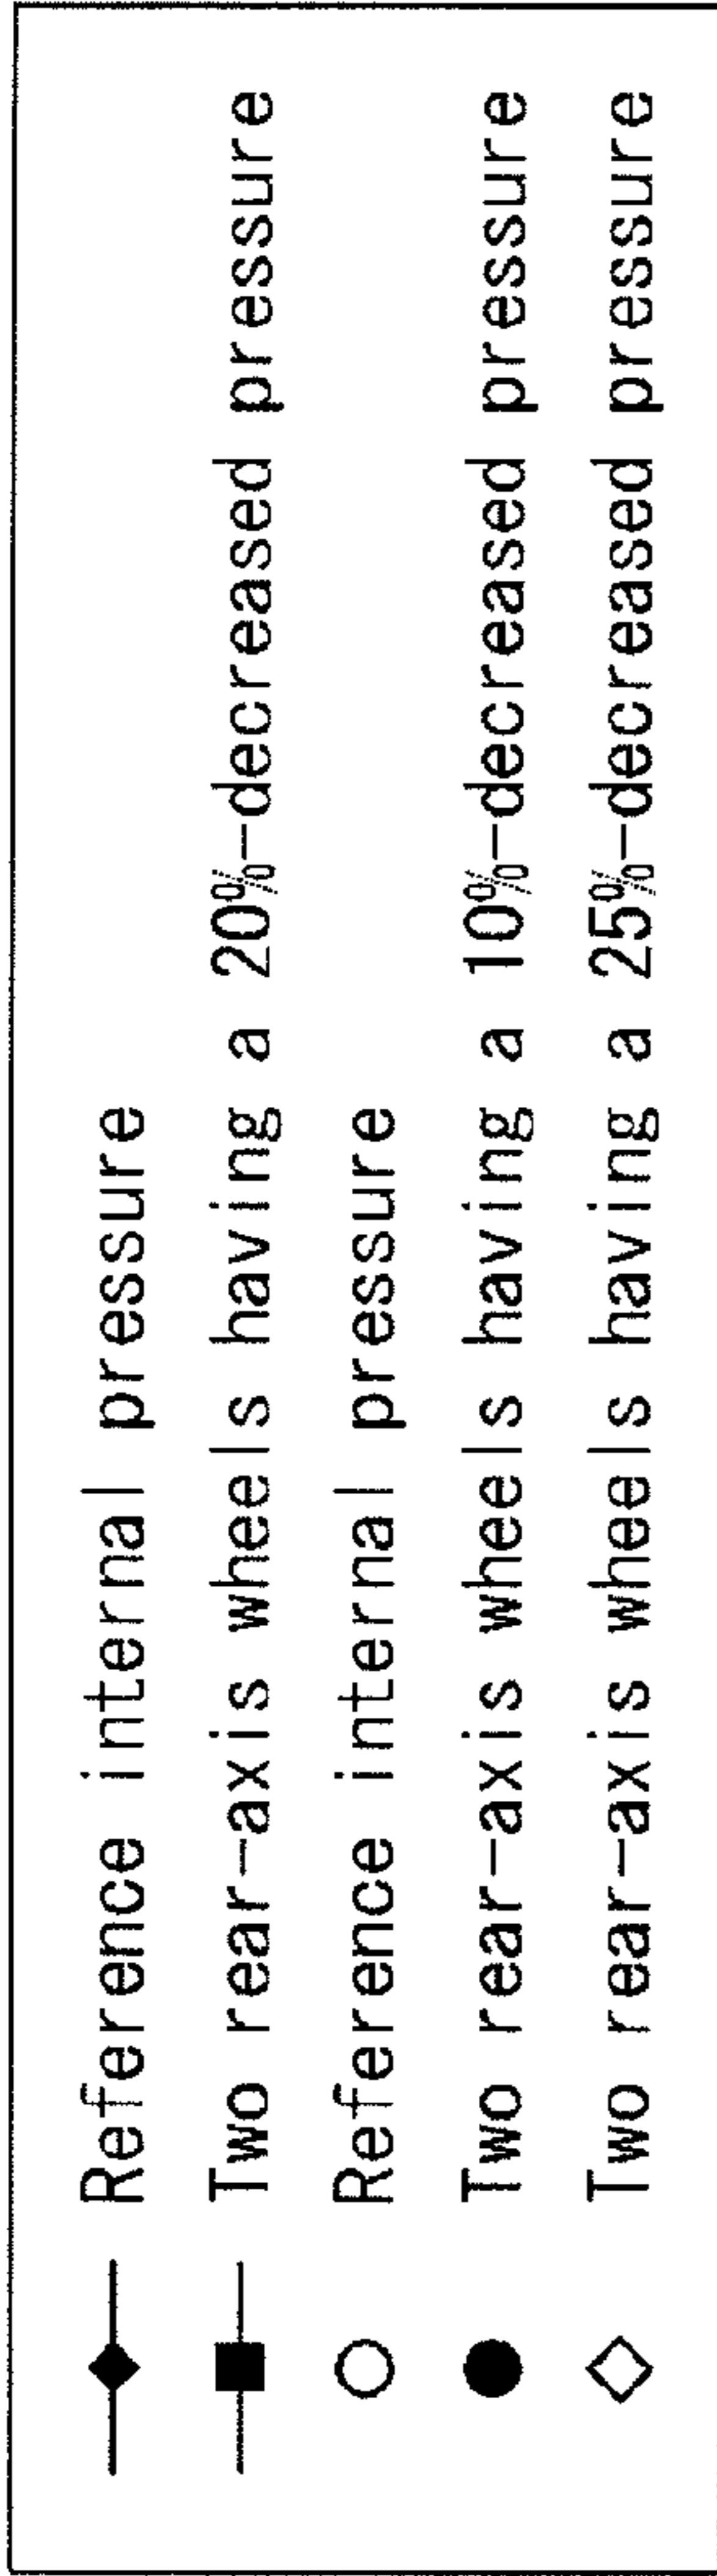 Reference internal pressure
Two rear-axis wheels having a 20%-decreased pressure
Reference internal pressure
Two rear-axis wheels having a 10%-decreased pressure
Two rear-axis wheels having a 25%-decreased pressure